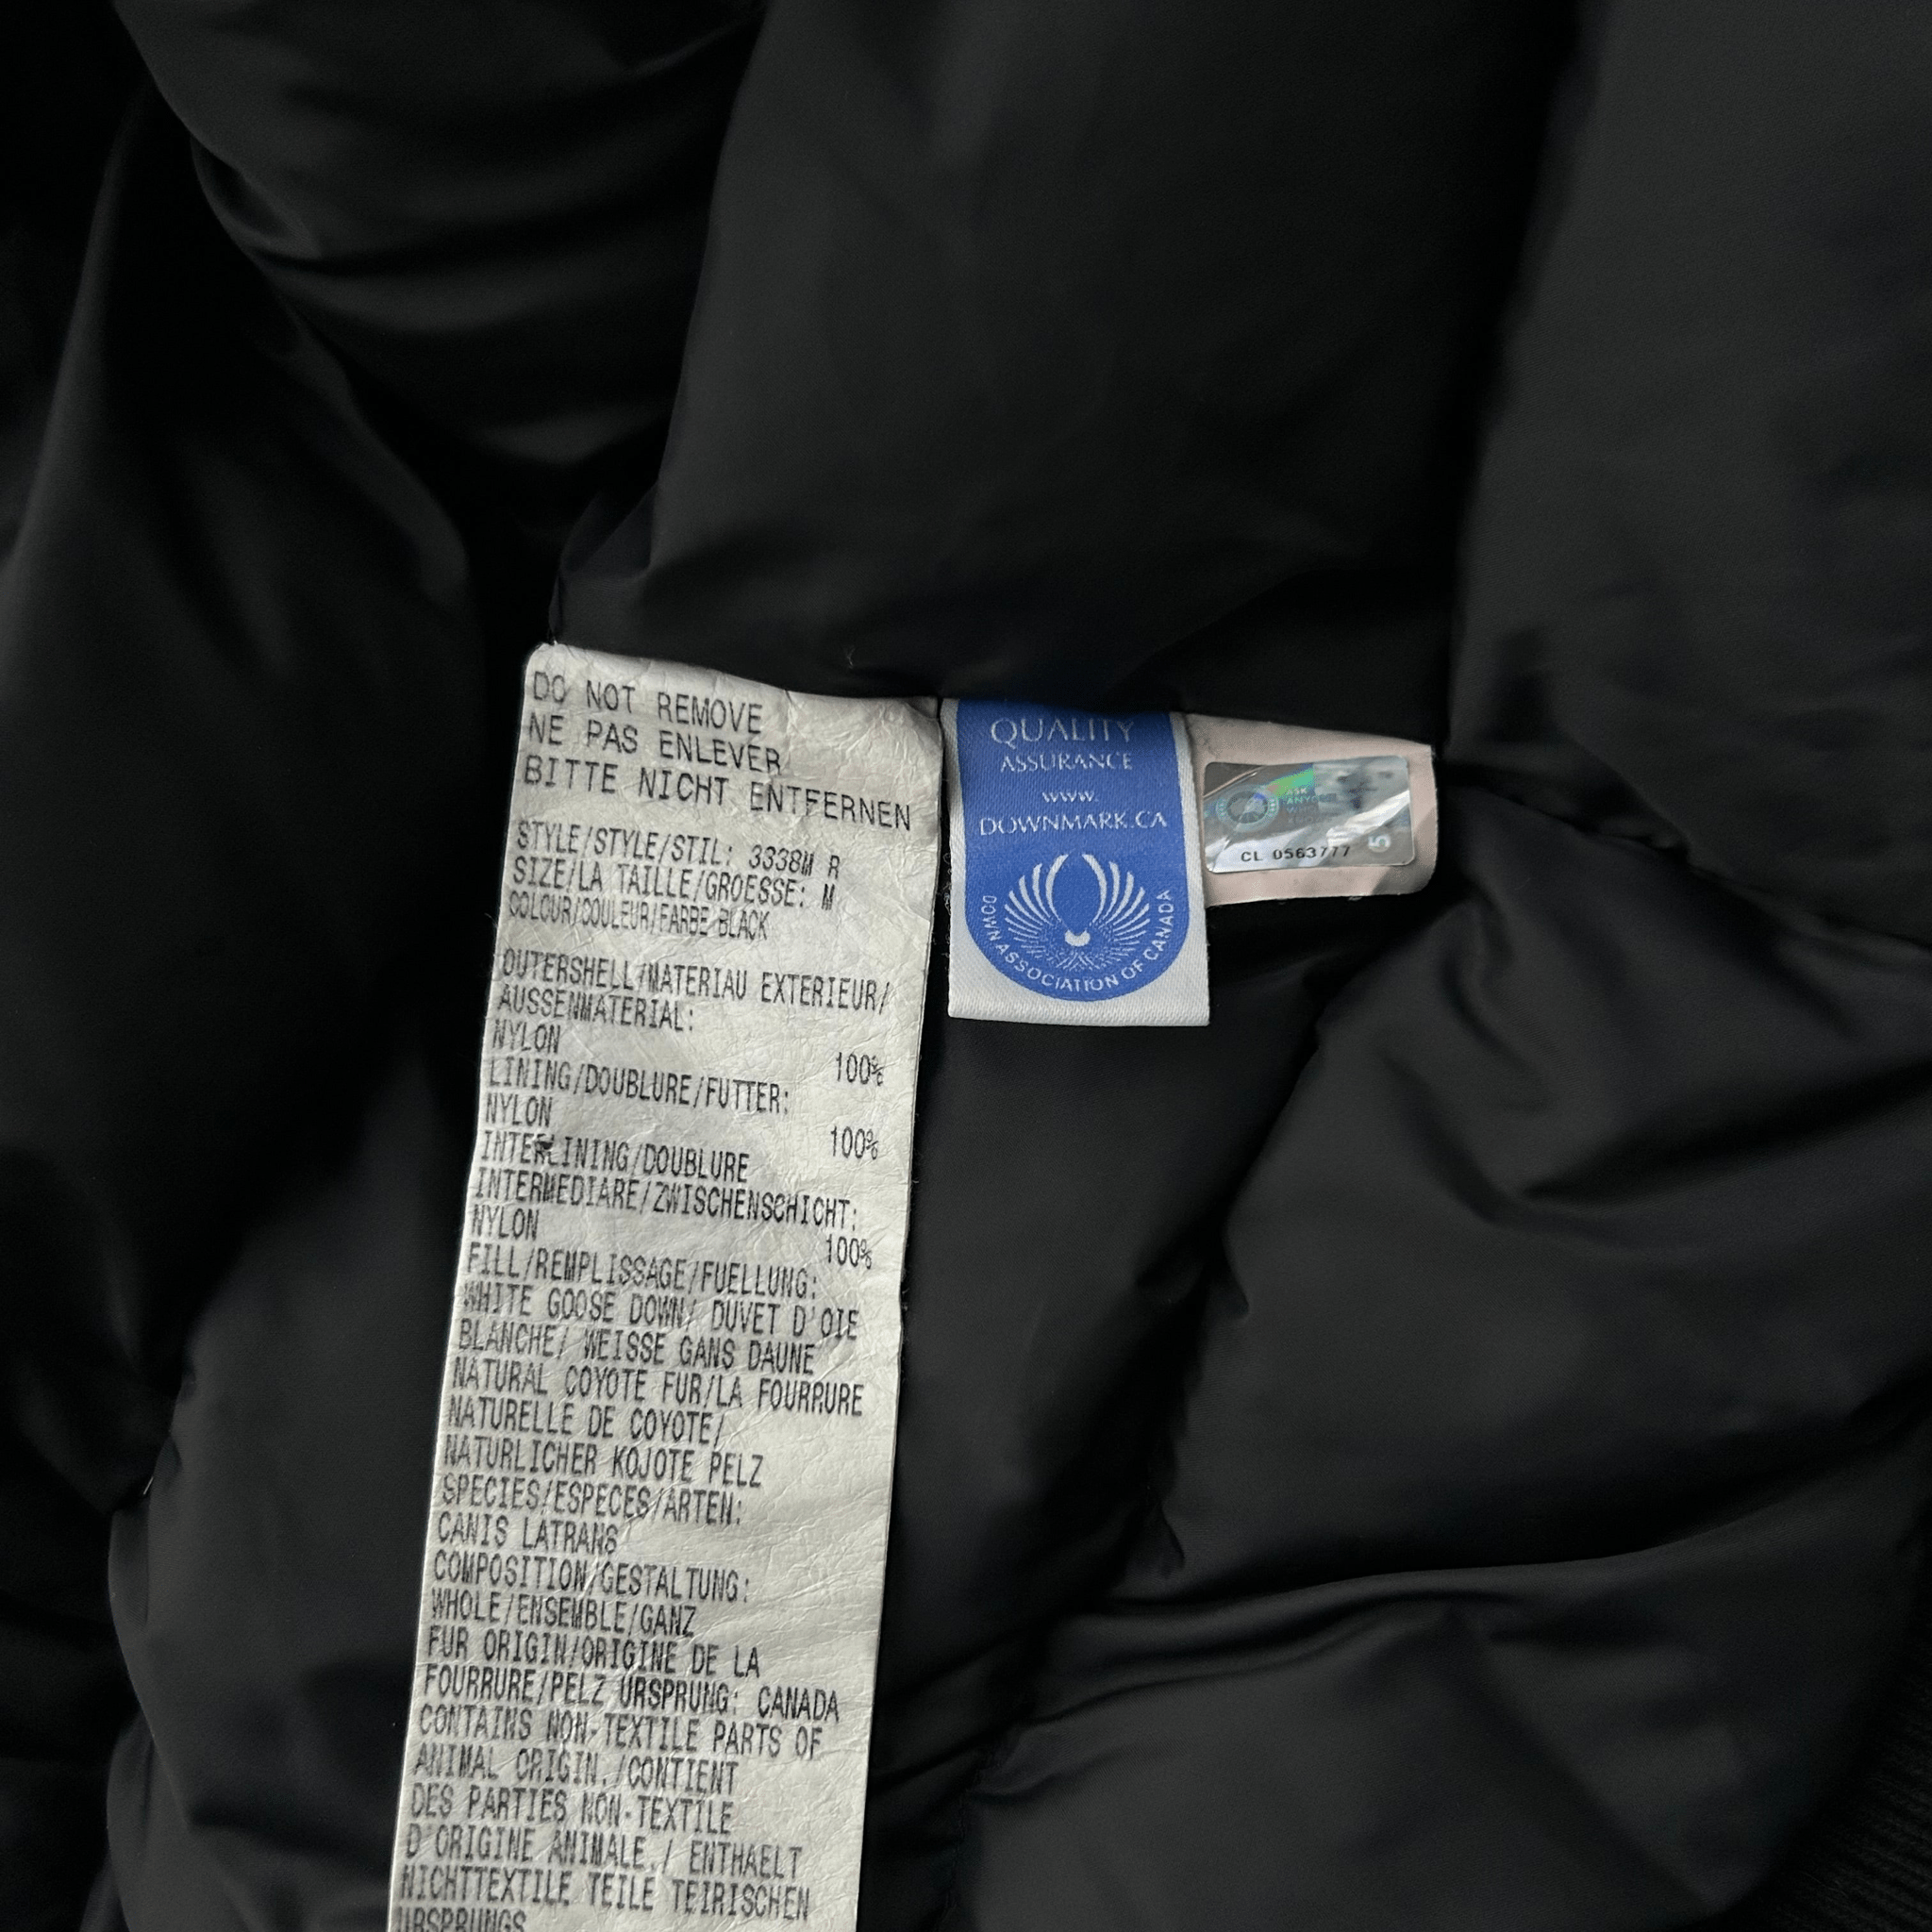 DO NOT REMOVE
NE PAS ENLEVER
BITTE NICHT ENTFERNEN
STYLE/STYLE/STIL: 3338M R
SIZE/LA TAILLE/GROESSE: M
COLOUR/COULEUR/FARBE BLACK
OUTERSHELL/MATERIAU EXTERIEUR/
AUSSENMATERIAL:
NYLON 100%
LINING/DOUBLURE/FUTTER:
NYLON 100%
INTERLINING/DOUBLURE
INTERMEDIARE/ZWISCHENSCHICHT:
NYLON 100%
FILL/REMPLISSAGE/FUELLUNG:
WHITE GOOSE DOWN/ DUVET D'OIE
BLANCHE/ WEISSE GANS DAUNE
NATURAL COYOTE FUR/LA FOURRURE
NATURELLE DE COYOTE/
NATURLICHER KOJOTE PELZ
SPECIES/ESPECES/ARTEN:
CANIS LATRANS
COMPOSITION/GESTALTUNG:
WHOLE/ENSEMBLE/GANZ
FUR ORIGIN/ORIGINE DE LA
FOURRURE/PELZ URSPRUNG: CANADA
CONTAINS NON-TEXTILE PARTS OF
ANIMAL ORIGIN./CONTIENT
DES PARTIES NON-TEXTILE
D'ORIGINE ANIMALE./ ENTHAELT
NICHTTEXTILE TEILE TEIRISCHEN
URSPRUNGS
QUALITY
ASSURANCE
www.
DOWNMARK.CA
DOWN ASSOCIATION OF CANADA
ASK
CL 0563777
5